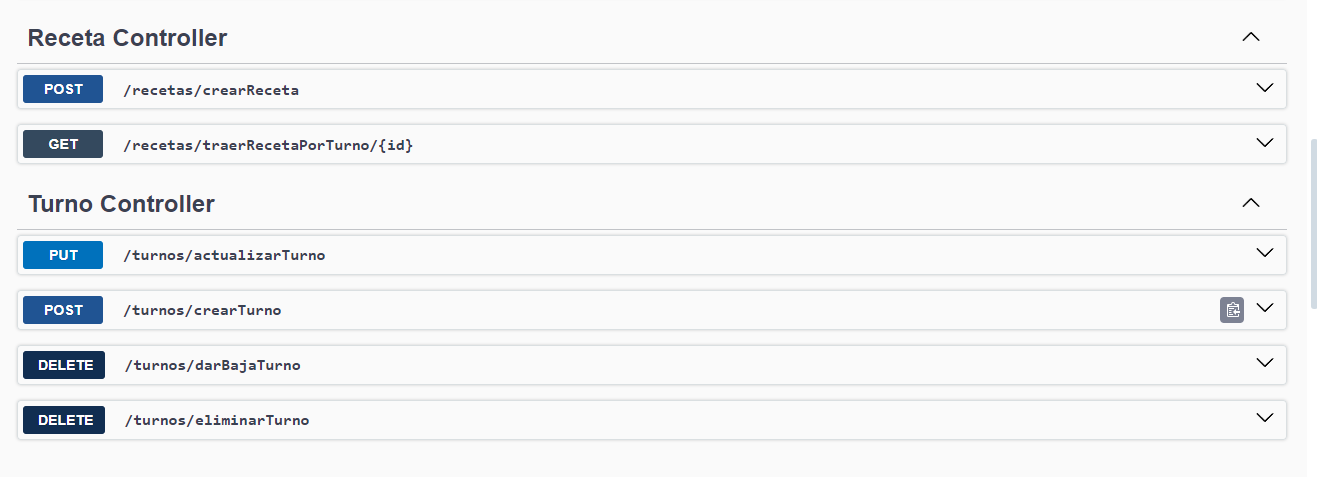 Receta Controller
POST /recetas/crearReceta
GET /recetas/traerRecetaPorTurno/{id}
Turno Controller
PUT /turnos/actualizarTurno
POST /turnos/crearTurno
DELETE /turnos/darBajaTurno
DELETE /turnos/eliminarTurno